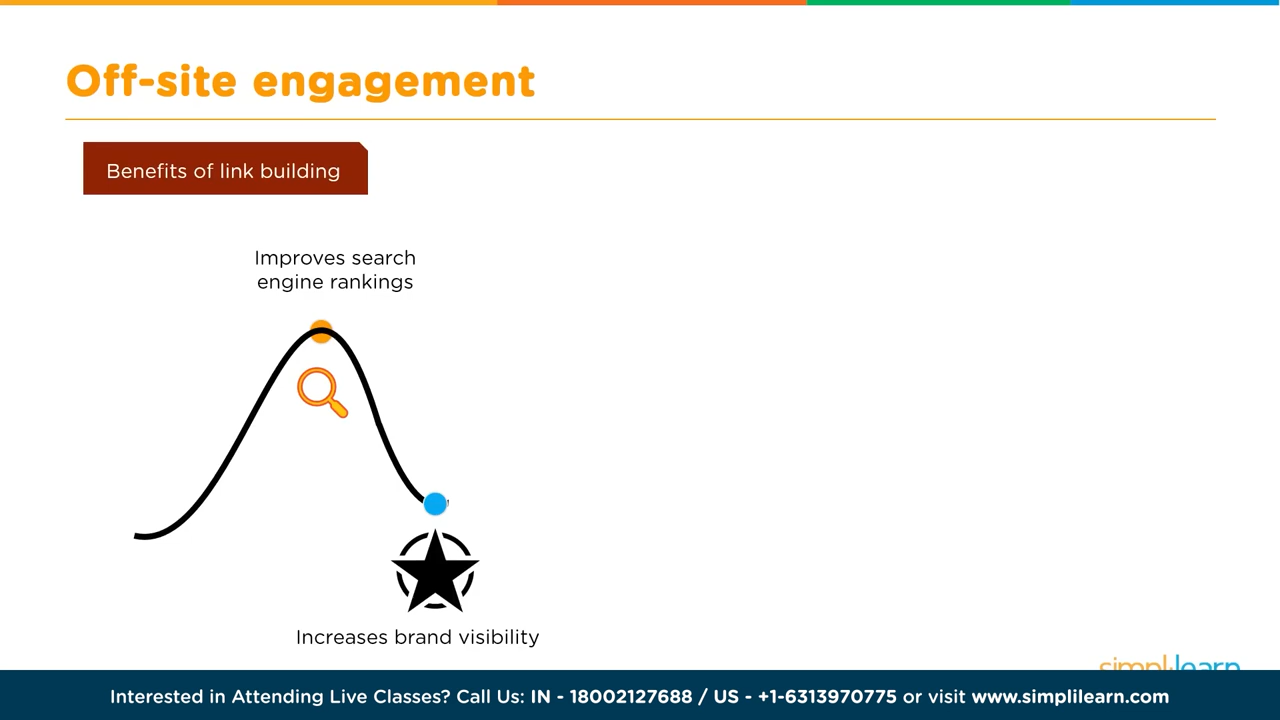 Off-site engagement
Benefits of link building
Improves search
engine rankings
Increases brand visibility
simplilearn
Interested in Attending Live Classes? Call Us: IN - 18002127688 / US - +1-6313970775 or visit www.simplilearn.com